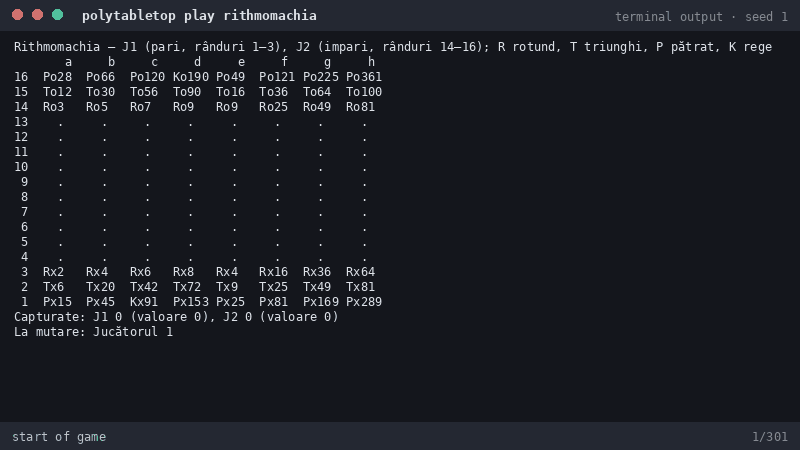 polytabletop play rithmomachia
terminal output · seed 1
Rithmomachia — J1 (pari, rânduri 1–3), J2 (impari, rânduri 14–16); R rotund, T triunghi, P pătrat, K rege
a b c d e f g h
16 Po28 Po66 Po120 Ko190 Po49 Po121 Po225 Po361
15 To12 To30 To56 To90 To16 To36 To64 To100
14 Ro3 Ro5 Ro7 Ro9 Ro9 Ro25 Ro49 Ro81
13 . . . . . . . .
12 . . . . . . . .
11 . . . . . . . .
10 . . . . . . . .
9 . . . . . . . .
8 . . . . . . . .
7 . . . . . . . .
6 . . . . . . . .
5 . . . . . . . .
4 . . . . . . . .
3 Rx2 Rx4 Rx6 Rx8 Rx4 Rx16 Rx36 Rx64
2 Tx6 Tx20 Tx42 Tx72 Tx9 Tx25 Tx49 Tx81
1 Px15 Px45 Kx91 Px153 Px25 Px81 Px169 Px289
Capturate: J1 0 (valoare 0), J2 0 (valoare 0)
La mutare: Jucătorul 1
start of game
1/301